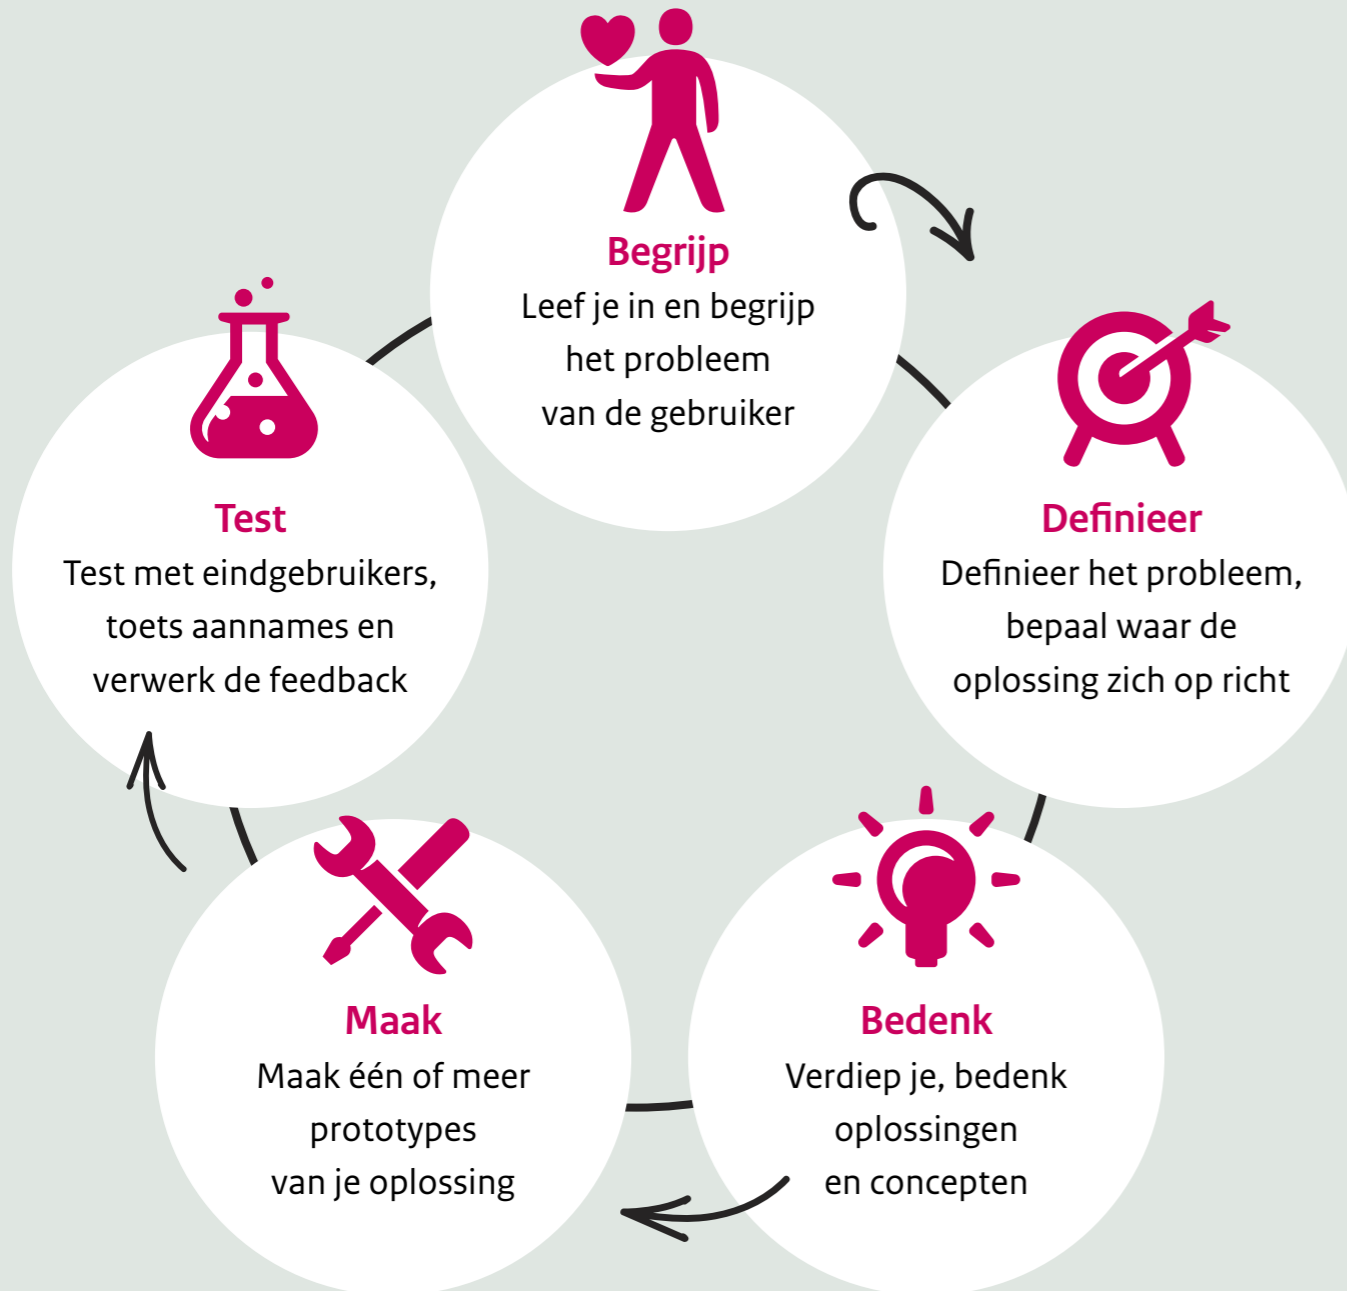 Begrijp
Leef je in en begrijp
het probleem
van de gebruiker
Definieer
Definieer het probleem,
bepaal waar de
oplossing zich op richt
Bedenk
Verdiep je, bedenk
oplossingen
en concepten
Maak
Maak één of meer
prototypes
van je oplossing
Test
Test met eindgebruikers,
toets aannames en
verwerk de feedback